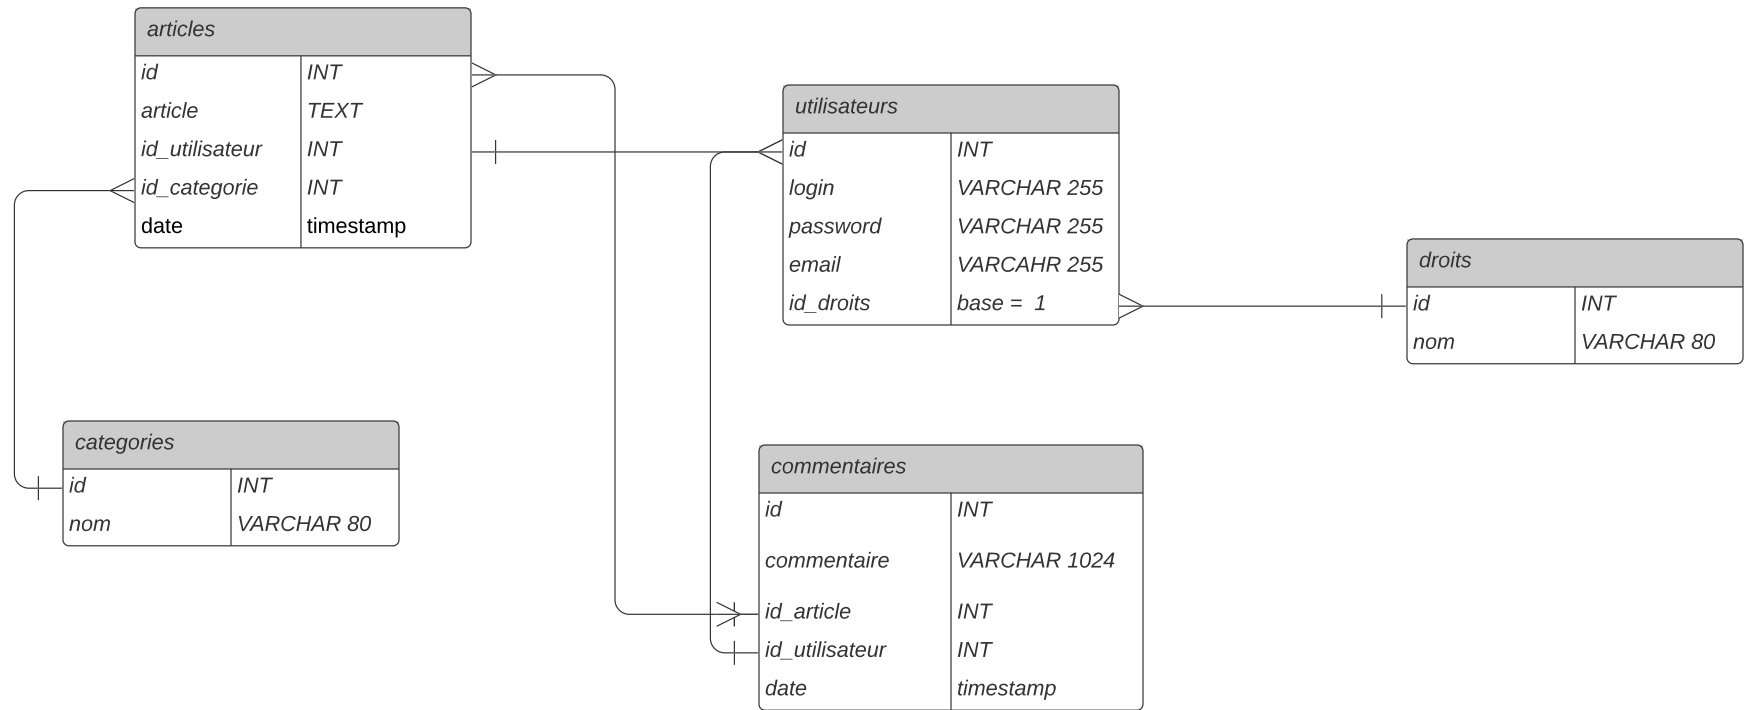 articles
id INT
article TEXT
id_utilisateur INT
id_categorie INT
date timestamp
utilisateurs
id INT
login VARCHAR 255
password VARCHAR 255
email VARCAHR 255
id_droits base = 1
droits
id INT
nom VARCHAR 80
categories
id INT
nom VARCHAR 80
commentaires
id INT
commentaire VARCHAR 1024
id_article INT
id_utilisateur INT
date timestamp